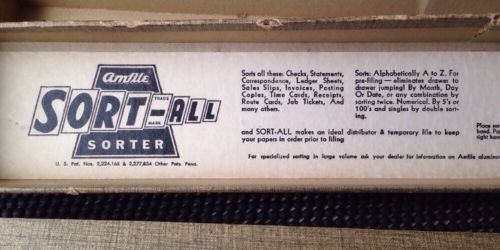 Amfile
SORT-ALL
TRADE
MARK
SORTER
U. S. Pat. Nos. 2,224,166 & 2,277,854 Other Pats. Pend.
Sorts all these: Checks, Statements,
Correspondence, Ledger Sheets,
Sales Slips, Invoices, Posting
Copies, Time Cards, Receipts,
Route Cards, Job Tickets, And
many others.
Sorts: Alphabetically A to Z. For
pre-filing — eliminates drawer to
drawer jumping! By Month, Day
Or Date, or any combination by
sorting twice. Numerical. By 5's or
100's and singles by double sort-
ing.
and SORT-ALL makes an ideal distributor & temporary file to keep
your papers in order prior to filing
For specialized sorting in large volume ask your dealer for information on Amfile aluminum
Place
hand.
right